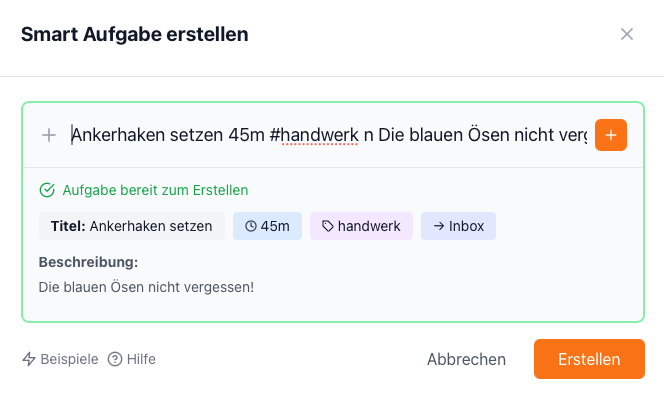 Smart Aufgabe erstellen
Ankerhaken setzen 45m #handwerk n Die blauen Ösen nicht verg
Aufgabe bereit zum Erstellen
Titel: Ankerhaken setzen 45m handwerk → Inbox
Beschreibung:
Die blauen Ösen nicht vergessen!
Beispiele Hilfe Abbrechen Erstellen